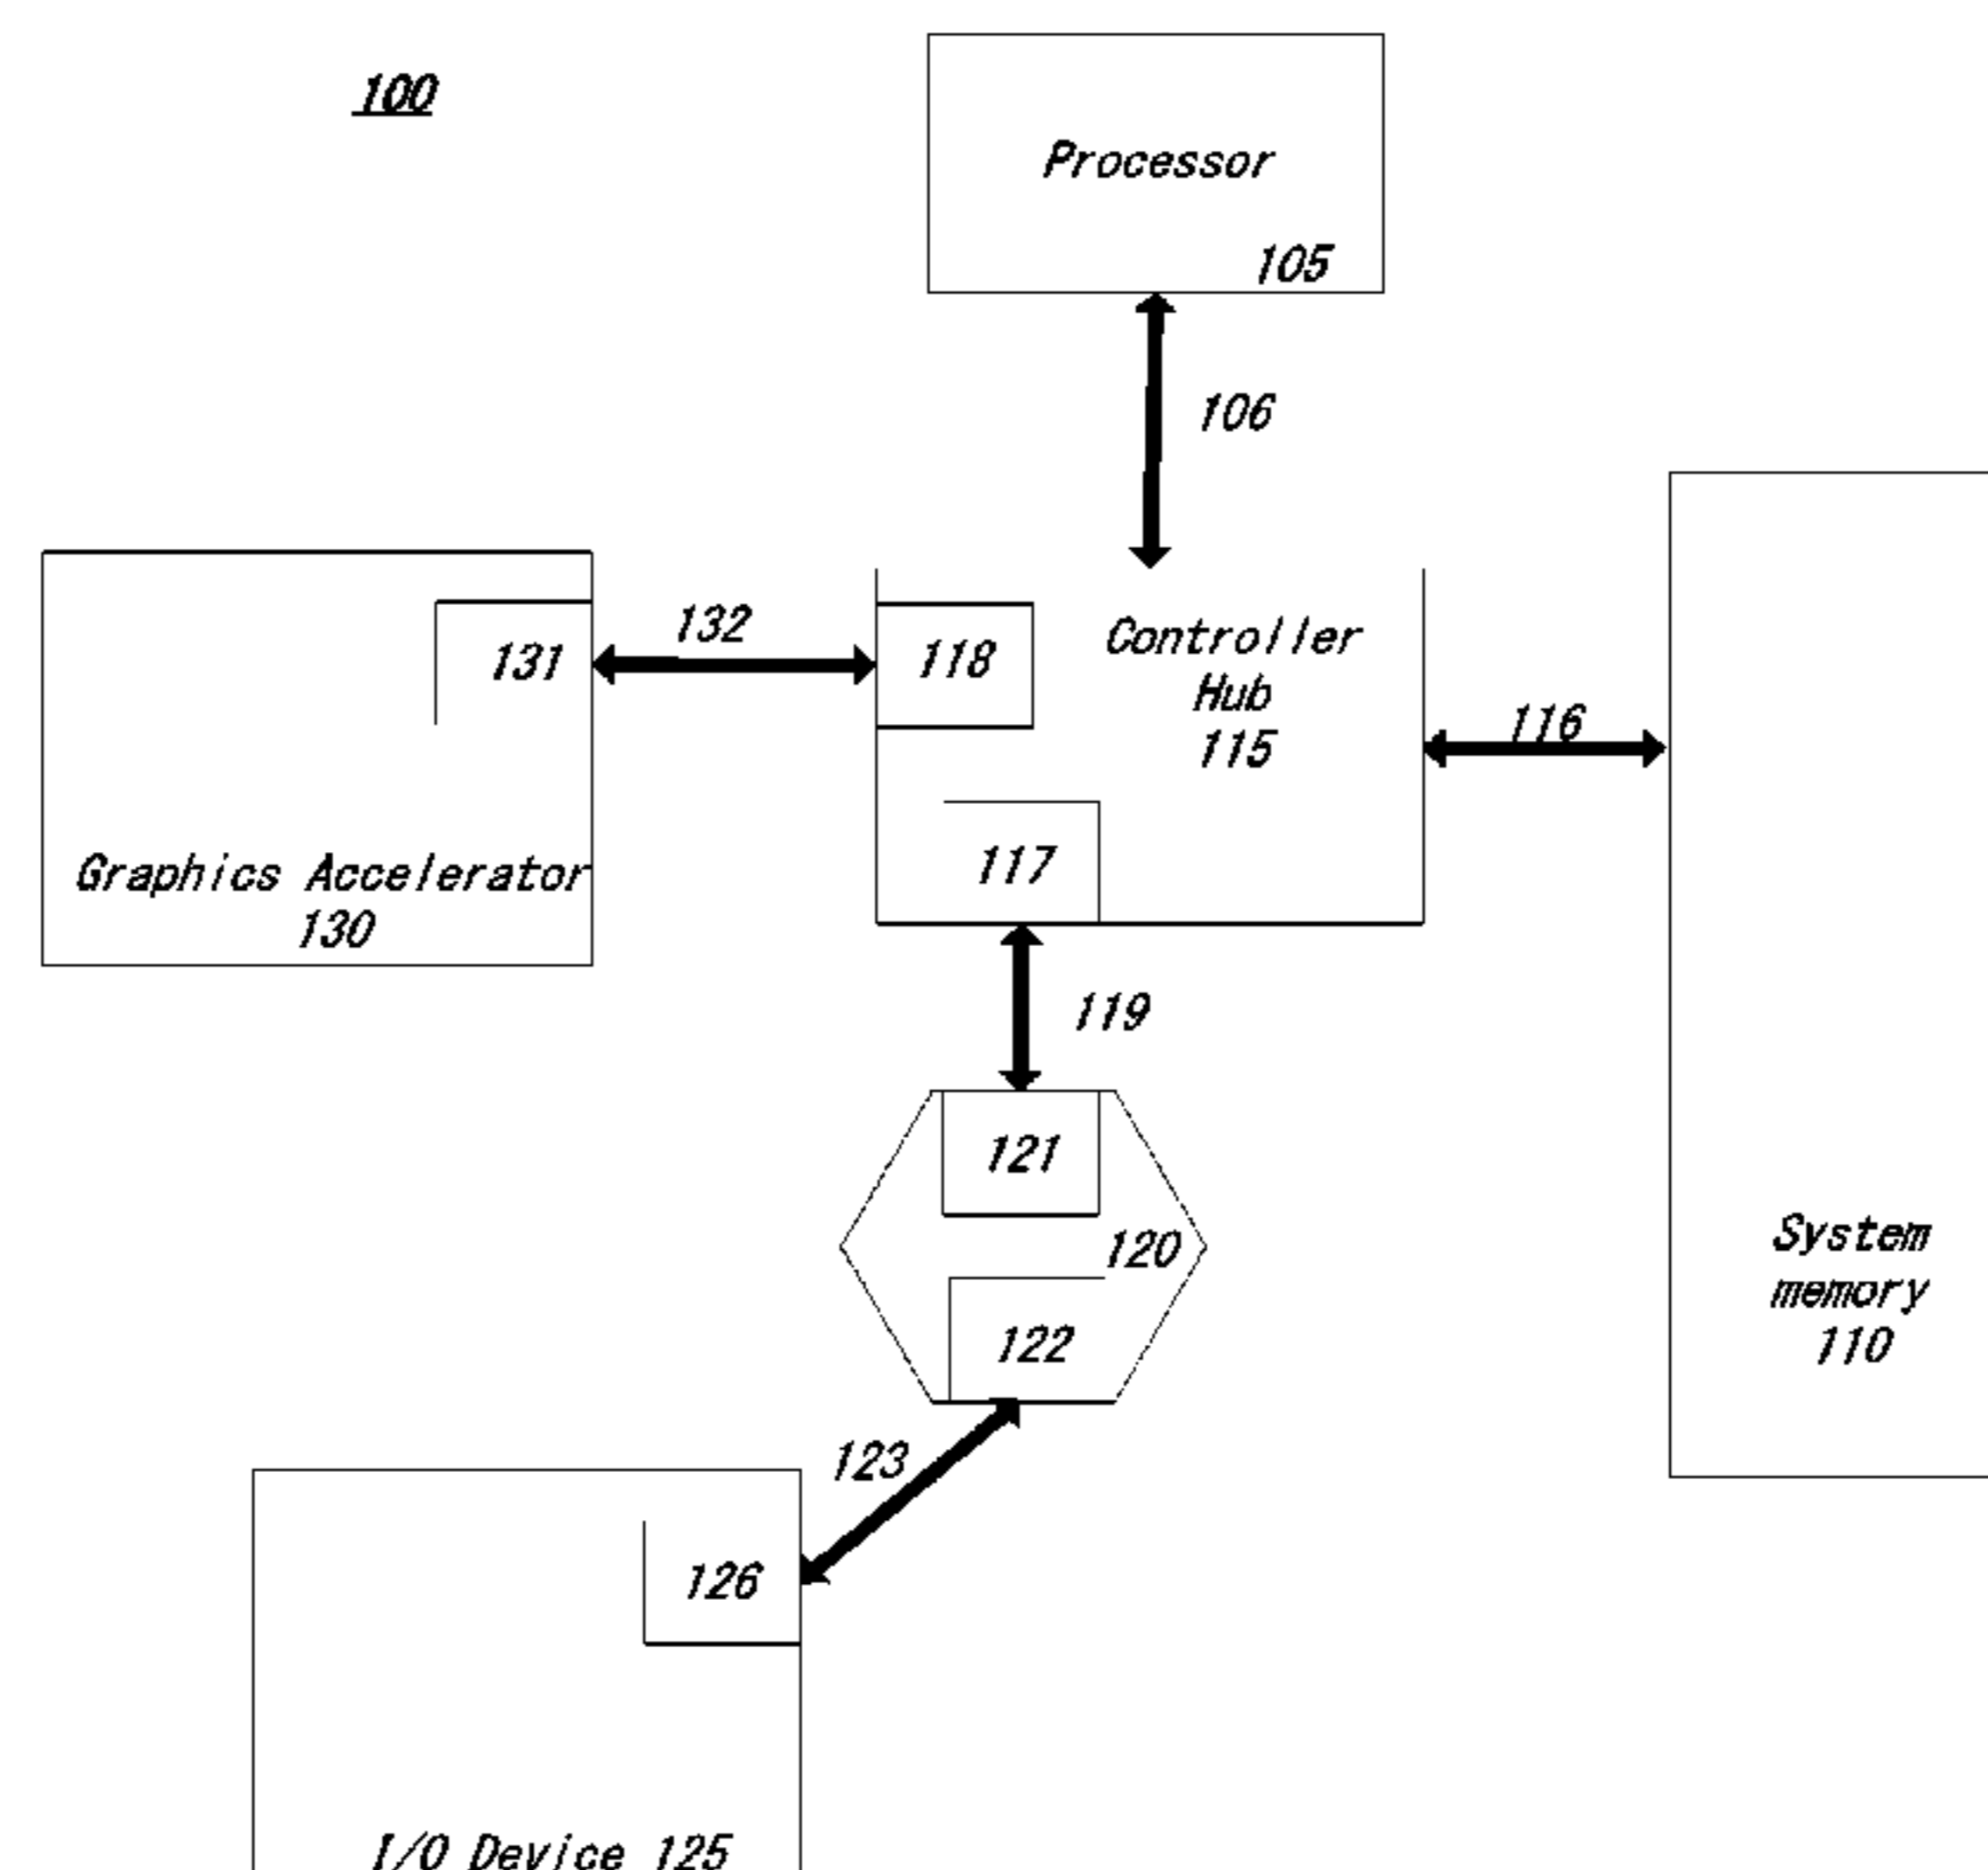 100
Processor
105
106
132
131
118
Controller
Hub
115
116
117
Graphics Accelerator
130
119
121
120
122
System
memory
110
123
126
I/O Device 125